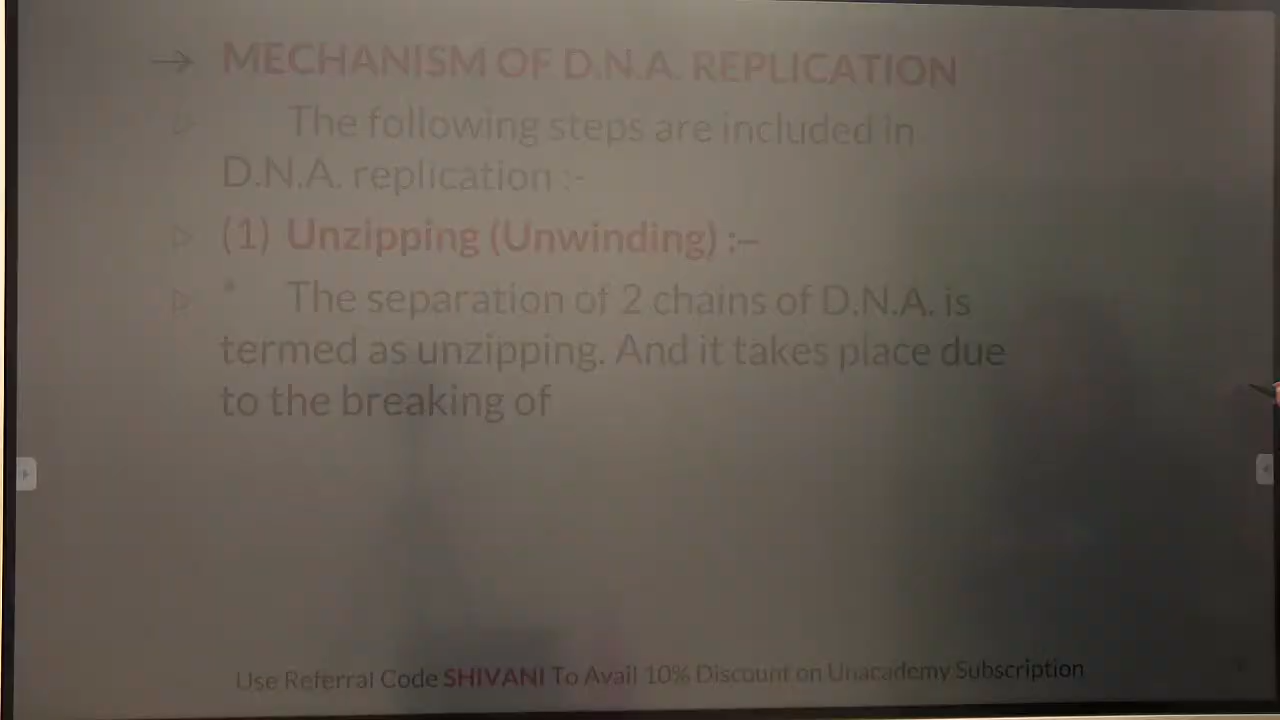 → MECHANISM OF D.N.A. REPLICATION
The following steps are included in
D.N.A. replication :-
(1) Unzipping (Unwinding) :–
* The separation of 2 chains of D.N.A. is
termed as unzipping. And it takes place due
to the breaking of
Use Referral Code SHIVANI To Avail 10% Discount on Unacademy Subscription